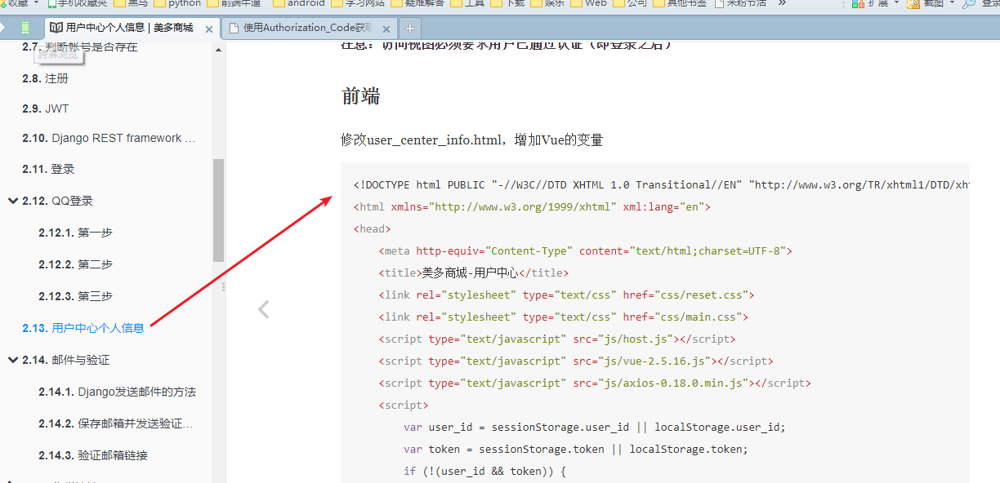 收藏 手机收藏夹 黑马 python 前端牛逼 android 学习网站 疑难解答 工具 下载 娱乐 Web 公司 其他书签 米粉节活 » 扩展 截图 登录
用户中心个人信息 | 美多商城 使用Authorization_Code获取
2.7. 判断帐号是否存在
跨屏浏览
2.8. 注册
2.9. JWT
2.10. Django REST framework ...
2.11. 登录
2.12. QQ登录
2.12.1. 第一步
2.12.2. 第二步
2.12.3. 第三步
2.13. 用户中心个人信息
2.14. 邮件与验证
2.14.1. Django发送邮件的方法
2.14.2. 保存邮箱并发送验证...
2.14.3. 验证邮箱链接
注意：访问视图必须要求用户已通过认证（即登录之后）
前端
修改user_center_info.html，增加Vue的变量
<!DOCTYPE html PUBLIC "-//W3C//DTD XHTML 1.0 Transitional//EN" "http://www.w3.org/TR/xhtml1/DTD/xht
<html xmlns="http://www.w3.org/1999/xhtml" xml:lang="en">
<head>
<meta http-equiv="Content-Type" content="text/html;charset=UTF-8">
<title>美多商城-用户中心</title>
<link rel="stylesheet" type="text/css" href="css/reset.css">
<link rel="stylesheet" type="text/css" href="css/main.css">
<script type="text/javascript" src="js/host.js"></script>
<script type="text/javascript" src="js/vue-2.5.16.js"></script>
<script type="text/javascript" src="js/axios-0.18.0.min.js"></script>
<script>
var user_id = sessionStorage.user_id || localStorage.user_id;
var token = sessionStorage.token || localStorage.token;
if (!(user_id && token)) {